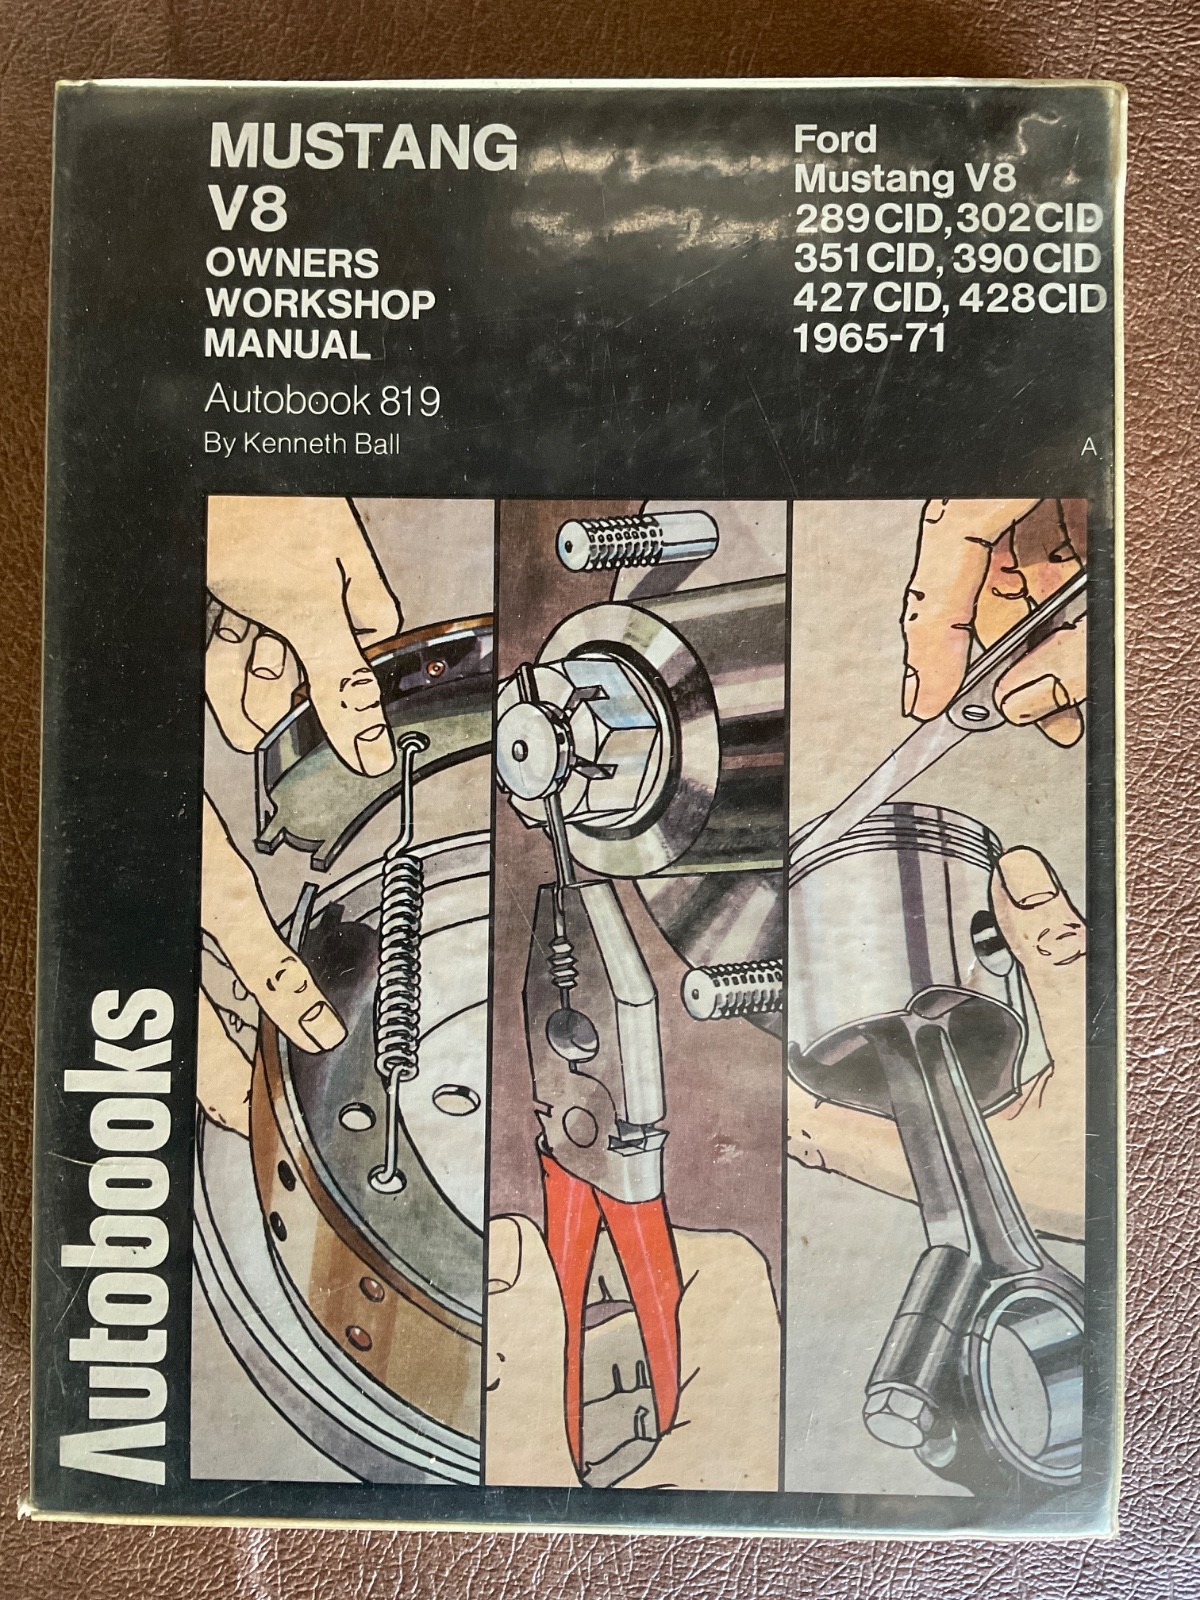 MUSTANG
V8
OWNERS
WORKSHOP
MANUAL
Autobook 819
By Kenneth Ball
Ford
Mustang V8
289 CID, 302 CID
351 CID, 390 CID
427 CID, 428 CID
1965-71
A
Autobooks